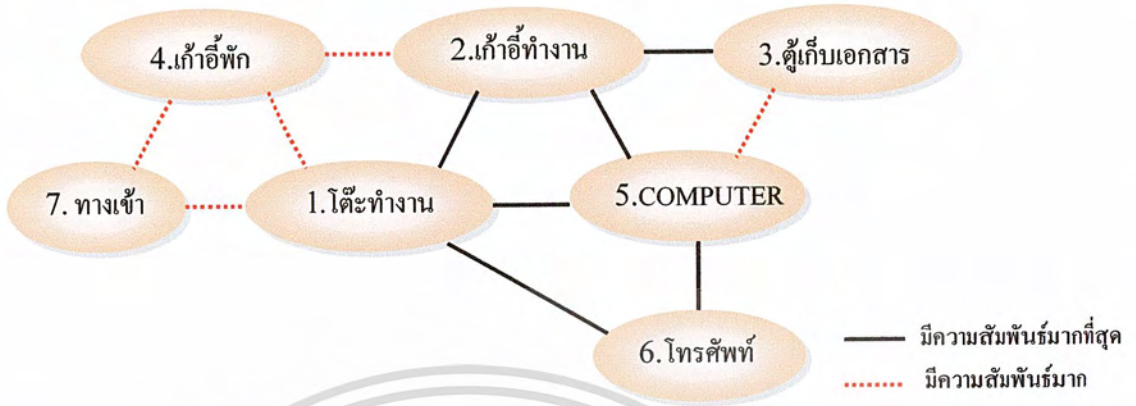 4.เก้าอี้พัก
2.เก้าอี้ทำงาน
3.ตู้เก็บเอกสาร
7. ทางเข้า
1.โต๊ะทำงาน
5.COMPUTER
6.โทรศัพท์
มีความสัมพันธ์มากที่สุด
มีความสัมพันธ์มาก